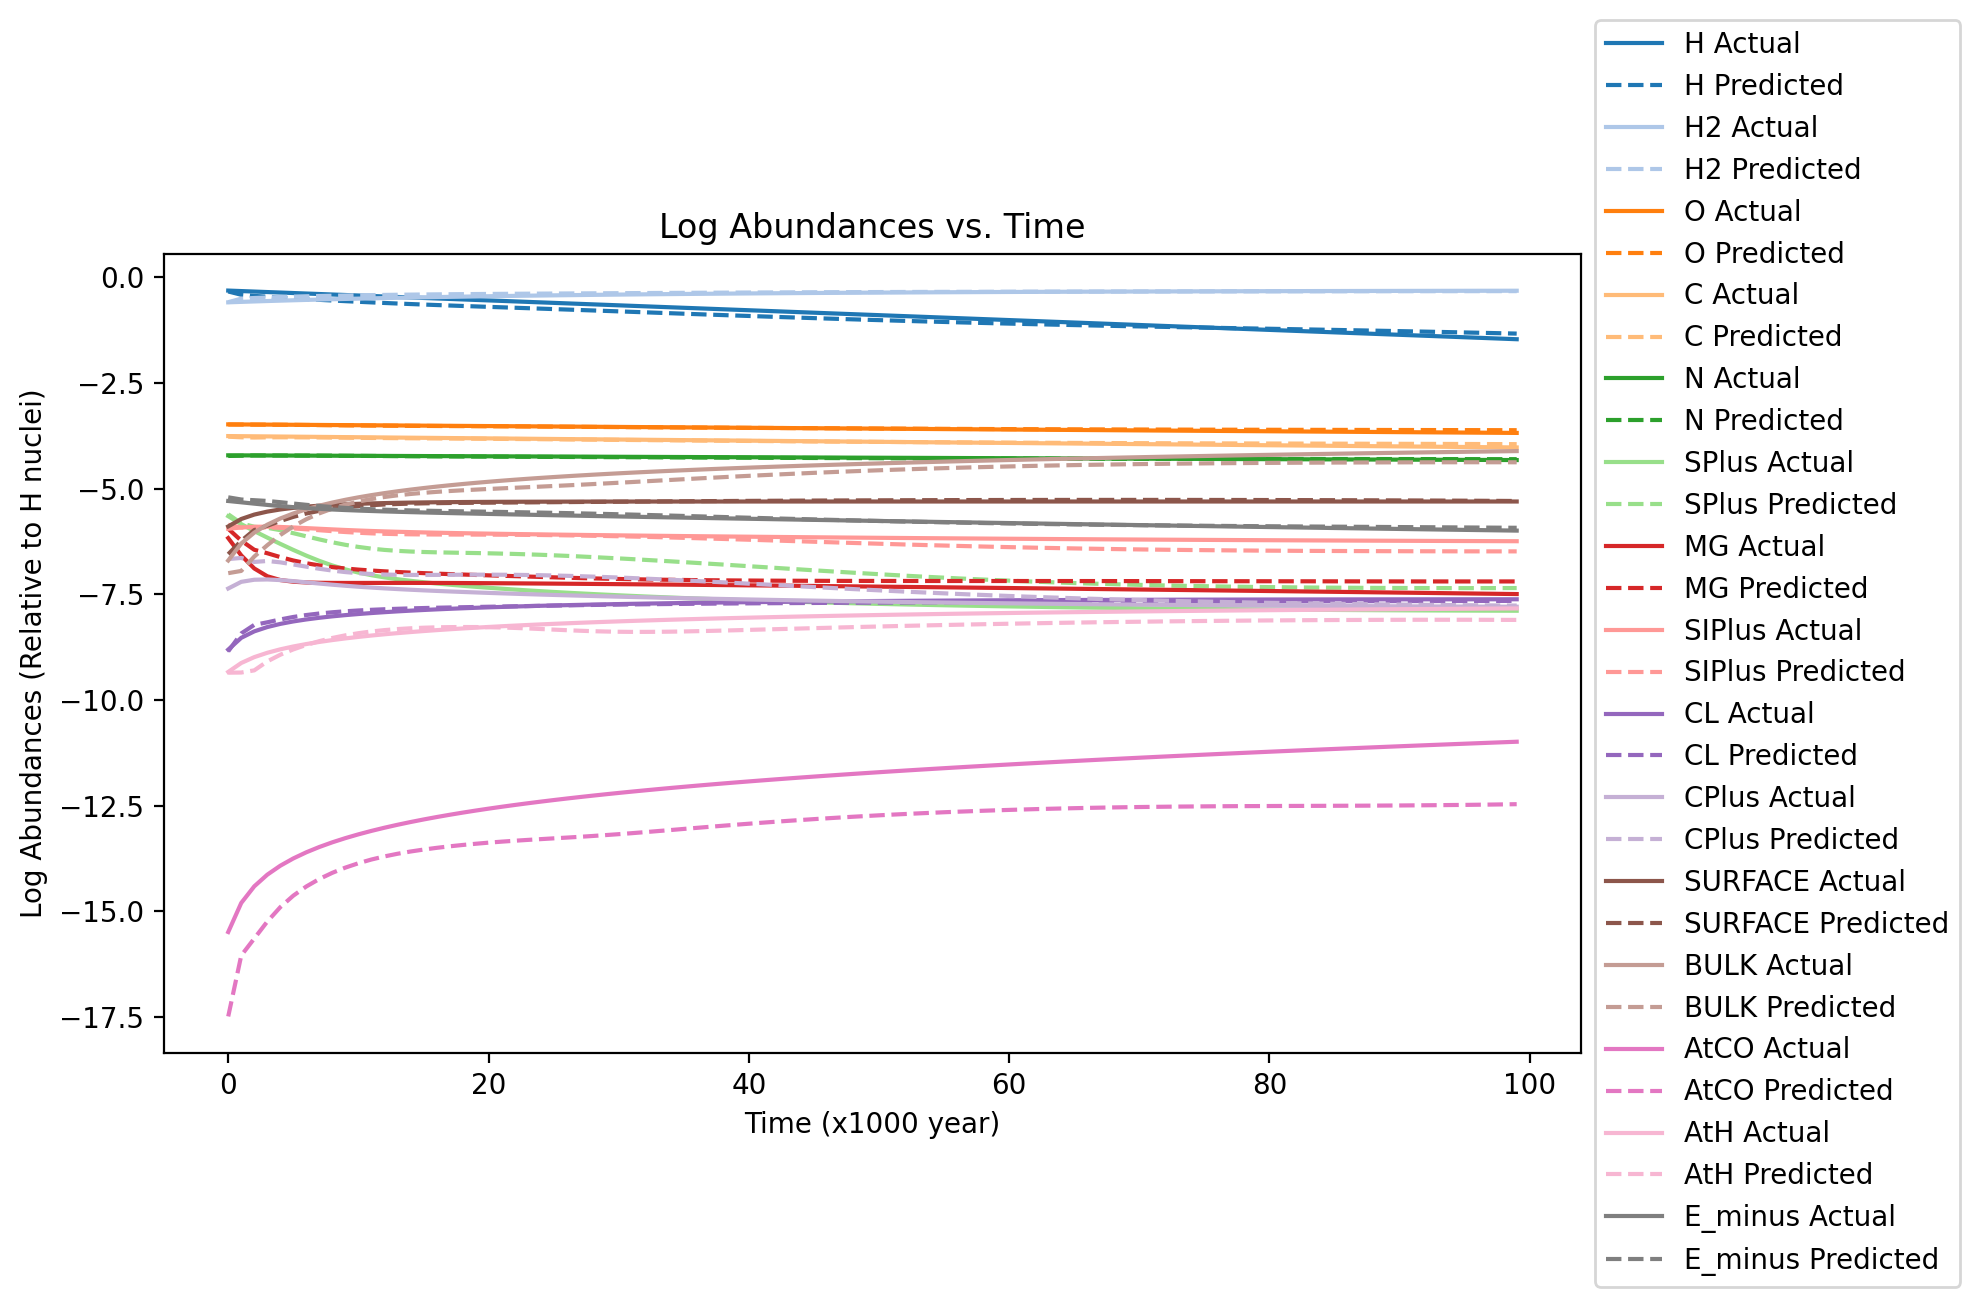 Log Abundances vs. Time
Log Abundances (Relative to H nuclei)
0.0
−2.5
−5.0
−7.5
−10.0
−12.5
−15.0
−17.5
0 20 40 60 80 100
Time (x1000 year)
H Actual
H Predicted
H2 Actual
H2 Predicted
O Actual
O Predicted
C Actual
C Predicted
N Actual
N Predicted
SPlus Actual
SPlus Predicted
MG Actual
MG Predicted
SIPlus Actual
SIPlus Predicted
CL Actual
CL Predicted
CPlus Actual
CPlus Predicted
SURFACE Actual
SURFACE Predicted
BULK Actual
BULK Predicted
AtCO Actual
AtCO Predicted
AtH Actual
AtH Predicted
E_minus Actual
E_minus Predicted